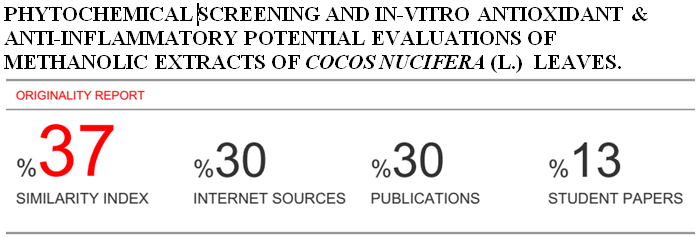 PHYTOCHEMICAL SCREENING AND IN-VITRO ANTIOXIDANT &
ANTI-INFLAMMATORY POTENTIAL EVALUATIONS OF
METHANOLIC EXTRACTS OF COCOS NUCIFERA (L.) LEAVES.
ORIGINALITY REPORT
%37 %30 %30 %13
SIMILARITY INDEX INTERNET SOURCES PUBLICATIONS STUDENT PAPERS